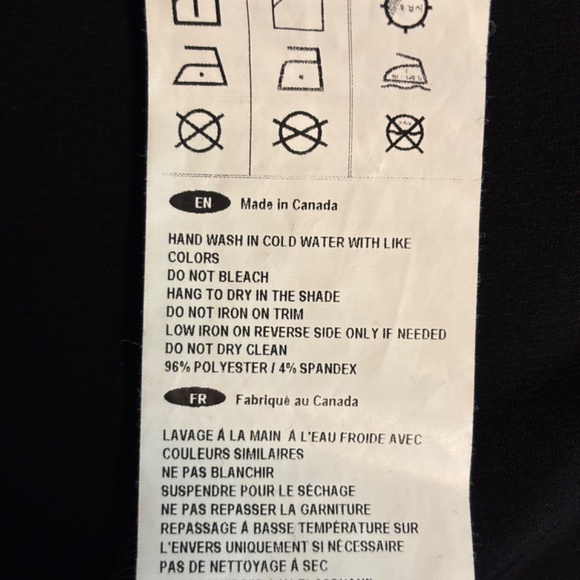 EN Made in Canada
HAND WASH IN COLD WATER WITH LIKE
COLORS
DO NOT BLEACH
HANG TO DRY IN THE SHADE
DO NOT IRON ON TRIM
LOW IRON ON REVERSE SIDE ONLY IF NEEDED
DO NOT DRY CLEAN
96% POLYESTER / 4% SPANDEX
FR Fabriqué au Canada
LAVAGE Á LA MAIN Á L'EAU FROIDE AVEC
COULEURS SIMILAIRES
NE PAS BLANCHIR
SUSPENDRE POUR LE SÉCHAGE
NE PAS REPASSER LA GARNITURE
REPASSAGE Á BASSE TEMPÉRATURE SUR
L'ENVERS UNIQUEMENT SI NÉCESSAIRE
PAS DE NETTOYAGE Á SEC